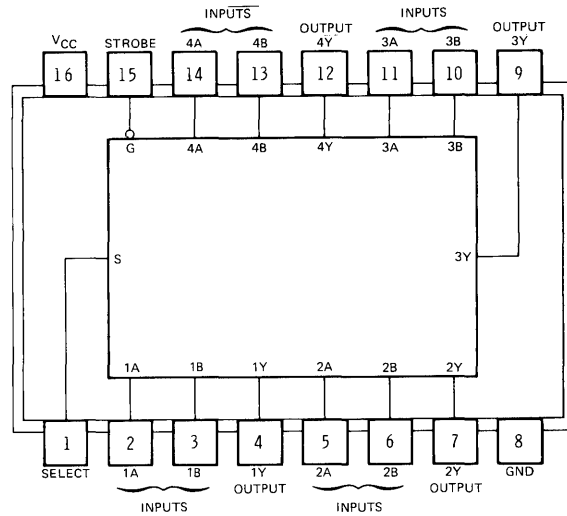 INPUTS INPUTS
VCC STROBE 4A 4B OUTPUT 4Y 3A 3B OUTPUT 3Y
16 15 14 13 12 11 10 9
G 4A 4B 4Y 3A 3B
S 3Y
1A 1B 1Y 2A 2B 2Y
1 2 3 4 5 6 7 8
SELECT 1A 1B 1Y 2A 2B 2Y GND
OUTPUT OUTPUT
INPUTS INPUTS